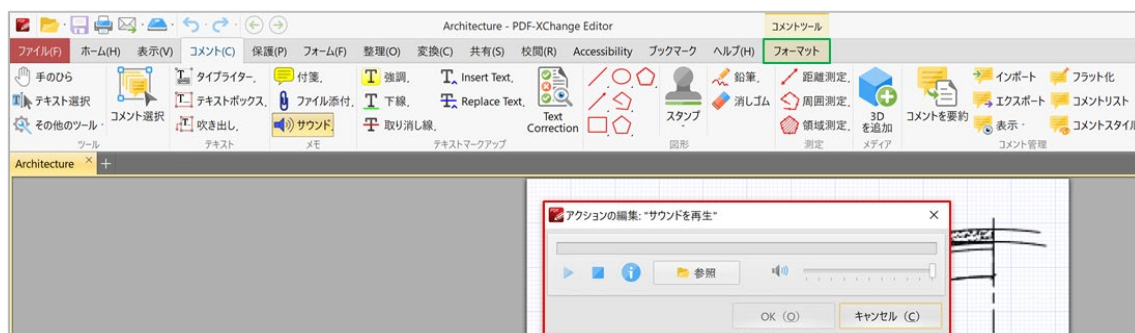 Architecture - PDF-XChange Editor
コメントツール
ファイル(F) ホーム(H) 表示(V) コメント(C) 保護(P) フォーム(F) 整理(O) 変換(C) 共有(S) 校閲(R) Accessibility ブックマーク ヘルプ(H) フォーマット
手のひら
テキスト選択
その他のツール
コメント選択
ツール
タイプライター
テキストボックス
吹き出し
テキスト
付箋
ファイル添付
サウンド
メモ
強調
下線
取り消し線
Insert Text
Replace Text
Text
Correction
テキストマークアップ
スタンプ
鉛筆
消しゴム
図形
距離測定
周囲測定
領域測定
測定
3D
を追加
メディア
コメントを要約
インポート
エクスポート
表示
フラット化
コメントリスト
コメントスタイル
コメント管理
Architecture
アクションの編集: "サウンドを再生"
参照
OK (O)
キャンセル (C)